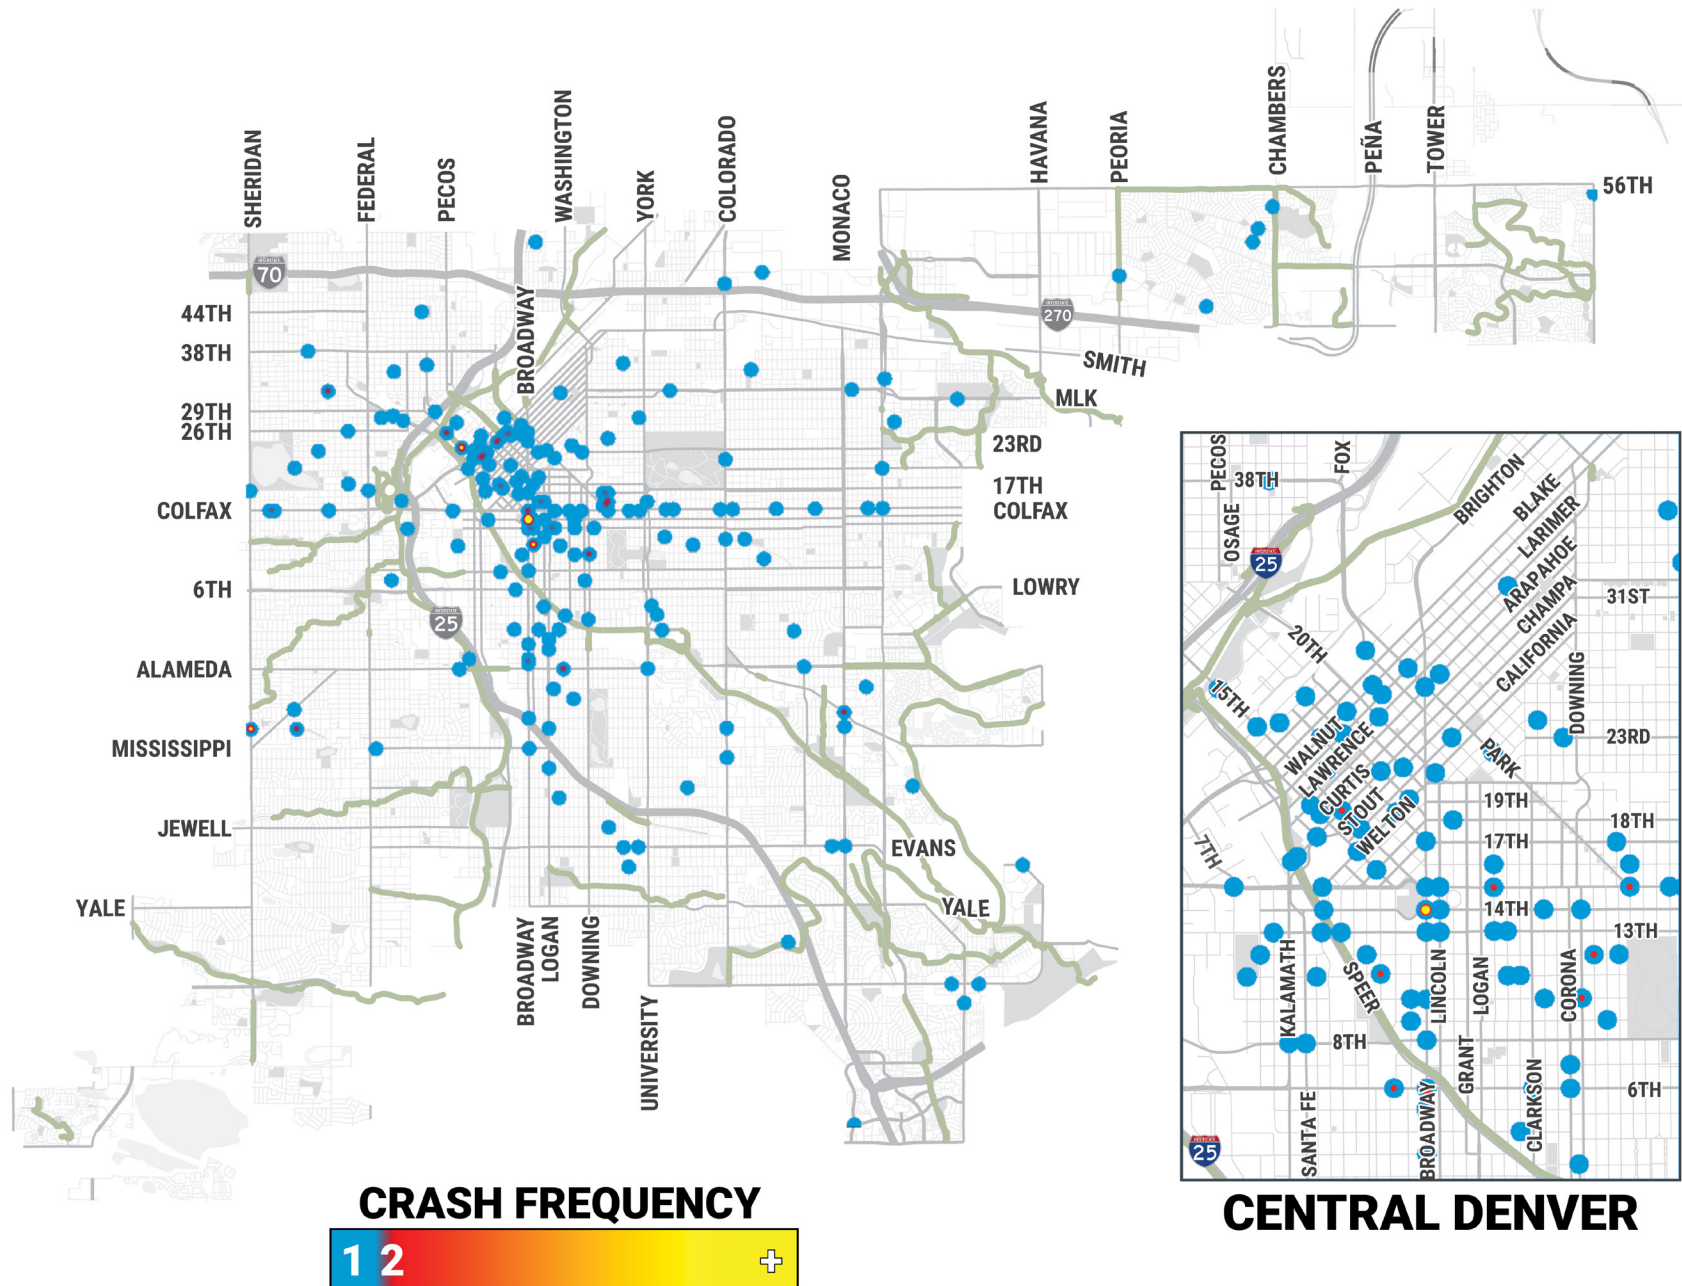 SHERIDAN
FEDERAL
PECOS
WASHINGTON
YORK
COLORADO
MONACO
HAVANA
PEORIA
CHAMBERS
PEÑA
TOWER
56TH
INTERSTATE
70
BROADWAY
44TH
38TH
29TH
26TH
COLFAX
6TH
ALAMEDA
MISSISSIPPI
JEWELL
YALE
INTERSTATE
270
SMITH
MLK
23RD
17TH
COLFAX
LOWRY
25
EVANS
YALE
BROADWAY
LOGAN
DOWNING
UNIVERSITY
PECOS
38TH
FOX
OSAGE
INTERSTATE
25
BRIGHTON
BLAKE
LARIMER
ARAPAHOE
CHAMPA
CALIFORNIA
31ST
20TH
15TH
DOWNING
23RD
WALNUT
LAWRENCE
CURTIS
STOUT
WELTON
PARK
19TH
18TH
17TH
7TH
14TH
13TH
KALAMATH
SPEER
LINCOLN
LOGAN
CORONA
8TH
GRANT
CLARKSON
6TH
SANTA FE
BROADWAY
INTERSTATE
25
CENTRAL DENVER
CRASH FREQUENCY
1 2 +